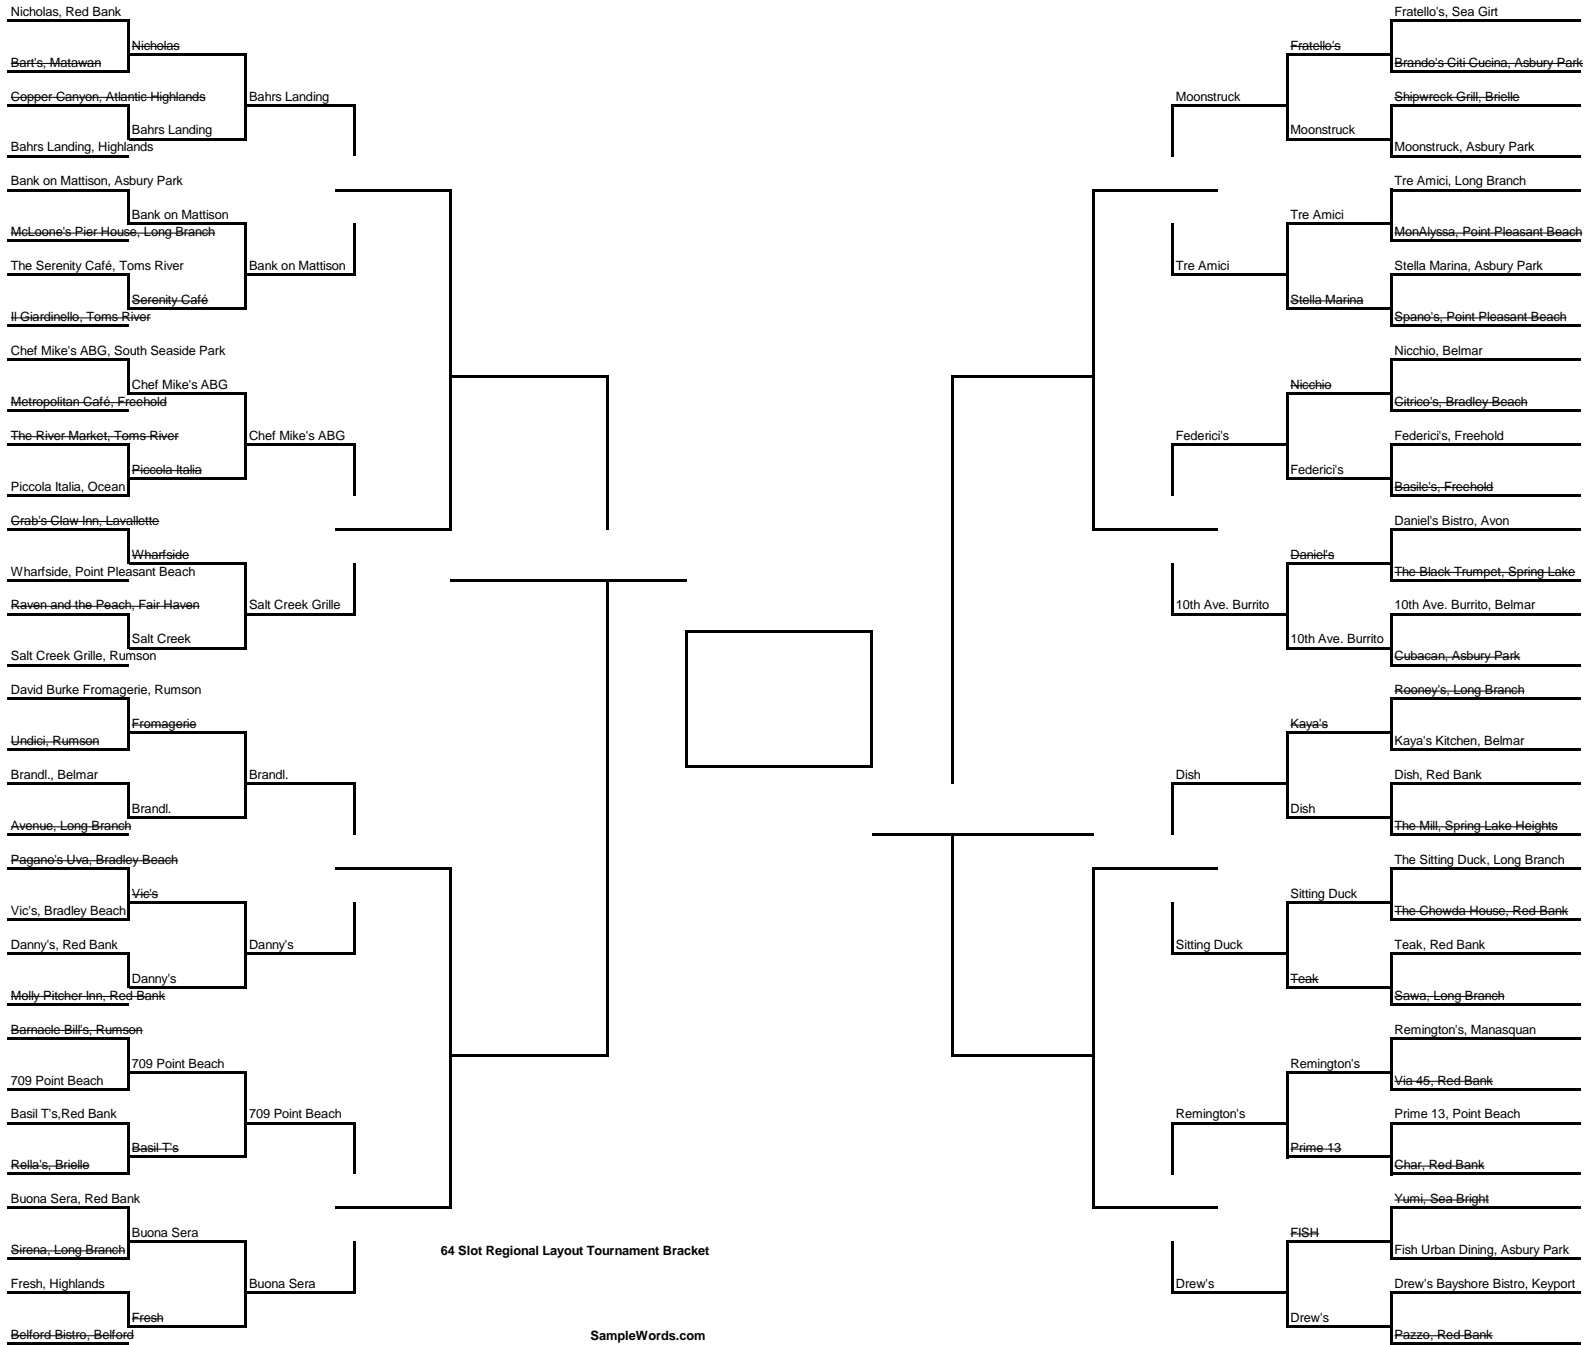 Nicholas, Red Bank
Nicholas
Bart's, Matawan
Copper Canyon, Atlantic Highlands
Bahrs Landing
Bahrs Landing
Bahrs Landing, Highlands
Bank on Mattison, Asbury Park
Bank on Mattison
McLoone's Pier House, Long Branch
The Serenity Café, Toms River
Bank on Mattison
Serenity Café
Il Giardinello, Toms River
Chef Mike's ABG, South Seaside Park
Chef Mike's ABG
Metropolitan Café, Freehold
The River Market, Toms River
Chef Mike's ABG
Piccola Italia
Piccola Italia, Ocean
Crab's Claw Inn, Lavallette
Wharfside
Wharfside, Point Pleasant Beach
Raven and the Peach, Fair Haven
Salt Creek Grille
Salt Creek
Salt Creek Grille, Rumson
David Burke Fromagerie, Rumson
Fromagerie
Undici, Rumson
Brandl., Belmar
Brandl.
Brandl.
Avenue, Long Branch
Pagano's Uva, Bradley Beach
Vic's
Vic's, Bradley Beach
Danny's, Red Bank
Danny's
Danny's
Molly Pitcher Inn, Red Bank
Barnacle Bill's, Rumson
709 Point Beach
709 Point Beach
Basil T's,Red Bank
709 Point Beach
Basil T's
Rella's, Brielle
Buona Sera, Red Bank
Buona Sera
Sirena, Long Branch
Fresh, Highlands
Buona Sera
Fresh
Belford Bistro, Belford
64 Slot Regional Layout Tournament Bracket
SampleWords.com
Fratello's, Sea Girt
Fratello's
Brando's Citi Cucina, Asbury Park
Moonstruck
Shipwreck Grill, Brielle
Moonstruck
Moonstruck, Asbury Park
Tre Amici, Long Branch
Tre Amici
MonAlyssa, Point Pleasant Beach
Tre Amici
Stella Marina, Asbury Park
Stella Marina
Spano's, Point Pleasant Beach
Nicchio, Belmar
Nicchio
Citrico's, Bradley Beach
Federici's
Federici's, Freehold
Federici's
Basile's, Freehold
Daniel's Bistro, Avon
Daniel's
The Black Trumpet, Spring Lake
10th Ave. Burrito
10th Ave. Burrito, Belmar
10th Ave. Burrito
Cubacan, Asbury Park
Rooney's, Long Branch
Kaya's
Kaya's Kitchen, Belmar
Dish
Dish, Red Bank
Dish
The Mill, Spring Lake Heights
The Sitting Duck, Long Branch
Sitting Duck
The Chowda House, Red Bank
Sitting Duck
Teak, Red Bank
Teak
Sawa, Long Branch
Remington's, Manasquan
Remington's
Via 45, Red Bank
Remington's
Prime 13, Point Beach
Prime 13
Char, Red Bank
Yumi, Sea Bright
FISH
Fish Urban Dining, Asbury Park
Drew's
Drew's Bayshore Bistro, Keyport
Drew's
Pazzo, Red Bank